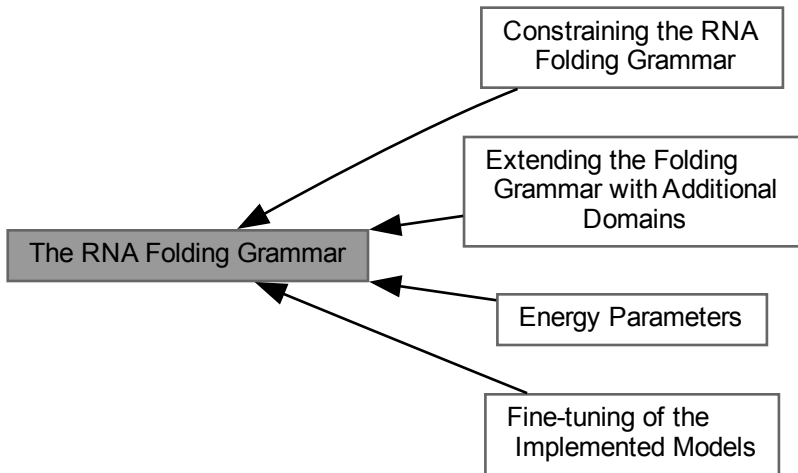 Constraining the RNA
Folding Grammar
Extending the Folding
Grammar with Additional
Domains
The RNA Folding Grammar
Energy Parameters
Fine-tuning of the
Implemented Models